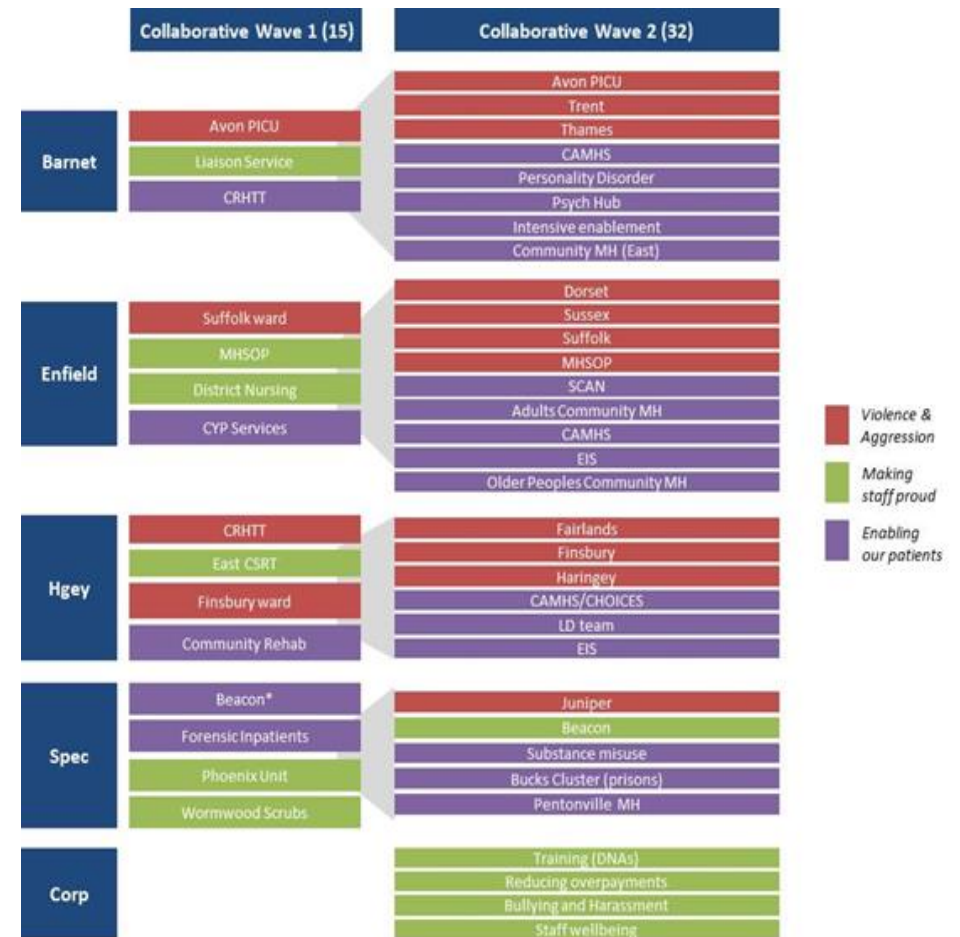 Collaborative Wave 1 (15)
Collaborative Wave 2 (32)
Barnet
Avon PICU
Liaison Service
CRHTT
Avon PICU
Trent
Thames
CAMHS
Personality Disorder
Psych Hub
Intensive enablement
Community MH (East)
Enfield
Suffolk ward
MHSOP
District Nursing
CYP Services
Dorset
Sussex
Suffolk
MHSOP
SCAN
Adults Community MH
CAMHS
EIS
Older Peoples Community MH
Hgey
CRHTT
East CSRT
Finsbury ward
Community Rehab
Fairlands
Finsbury
Haringey
CAMHS/CHOICES
LD team
EIS
Spec
Beacon*
Forensic Inpatients
Phoenix Unit
Wormwood Scrubs
Juniper
Beacon
Substance misuse
Bucks Cluster (prisons)
Pentonville MH
Corp
Training (DNAs)
Reducing overpayments
Bullying and Harassment
Staff wellbeing
Violence &
Aggression
Making
staff proud
Enabling
our patients